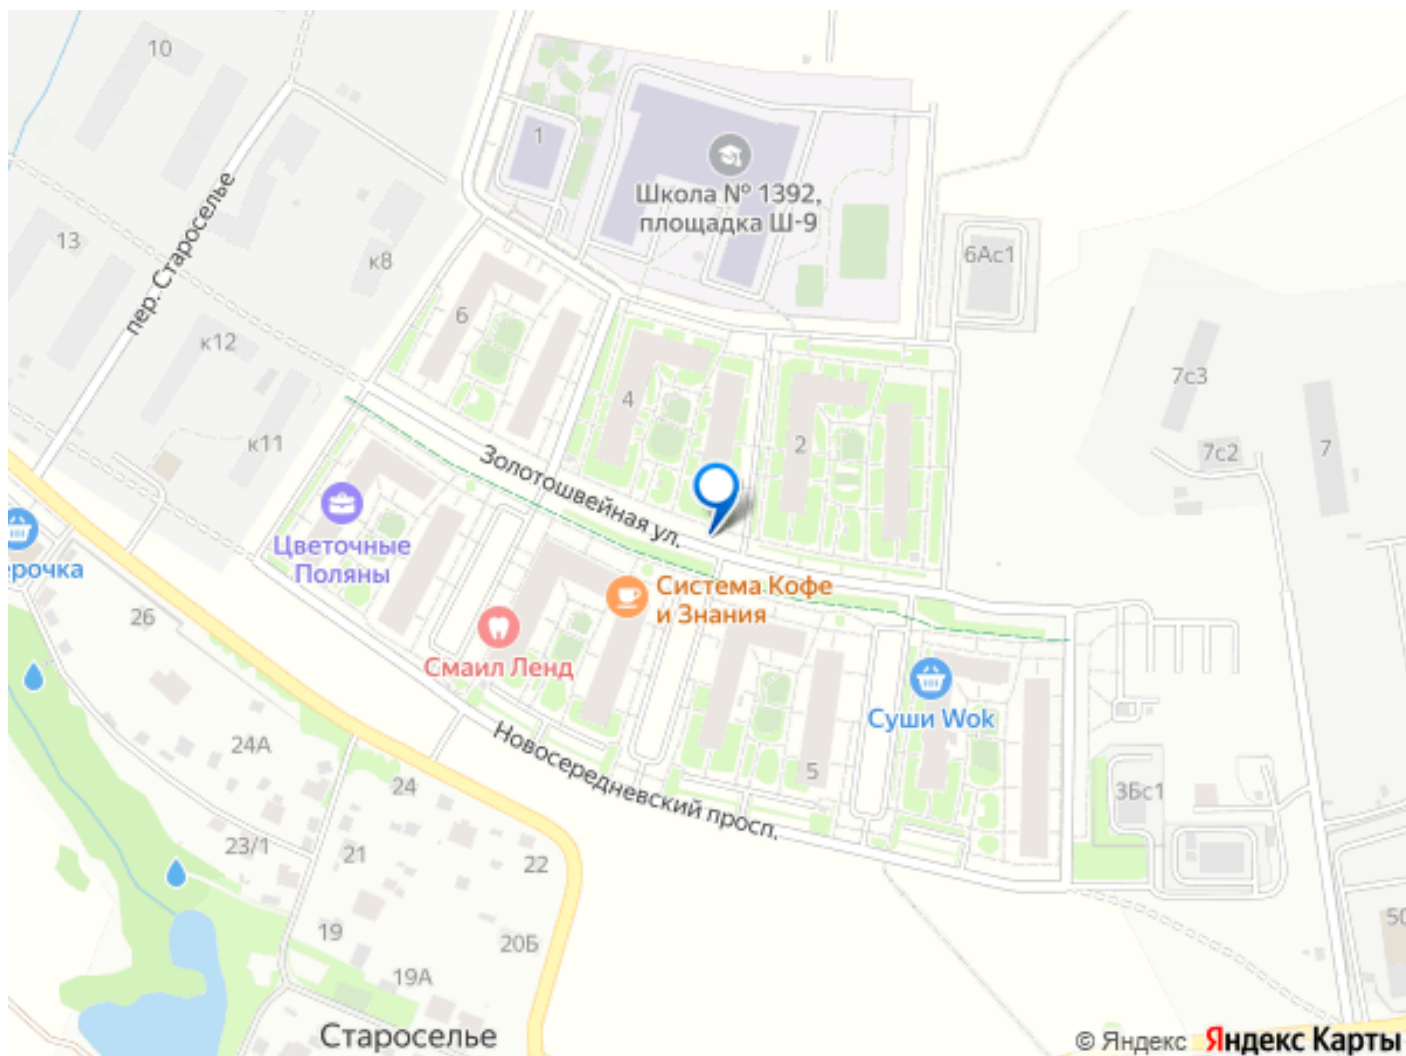 10
1
Школа № 1392,
площадка Ш-9
13
пер. Староселье
к8
6Ас1
6
к12
4
7с3
2
7с2
7
к11
Золотошвейная ул.
Цветочные
Поляны
ерочка
Система Кофе
и Знания
26
Смаил Ленд
Суши Wok
24А
Новосередневский просп.
24
5
3Бс1
23/1
21
22
19
20Б
50
19А
Староселье
© Яндекс Яндекс Карты